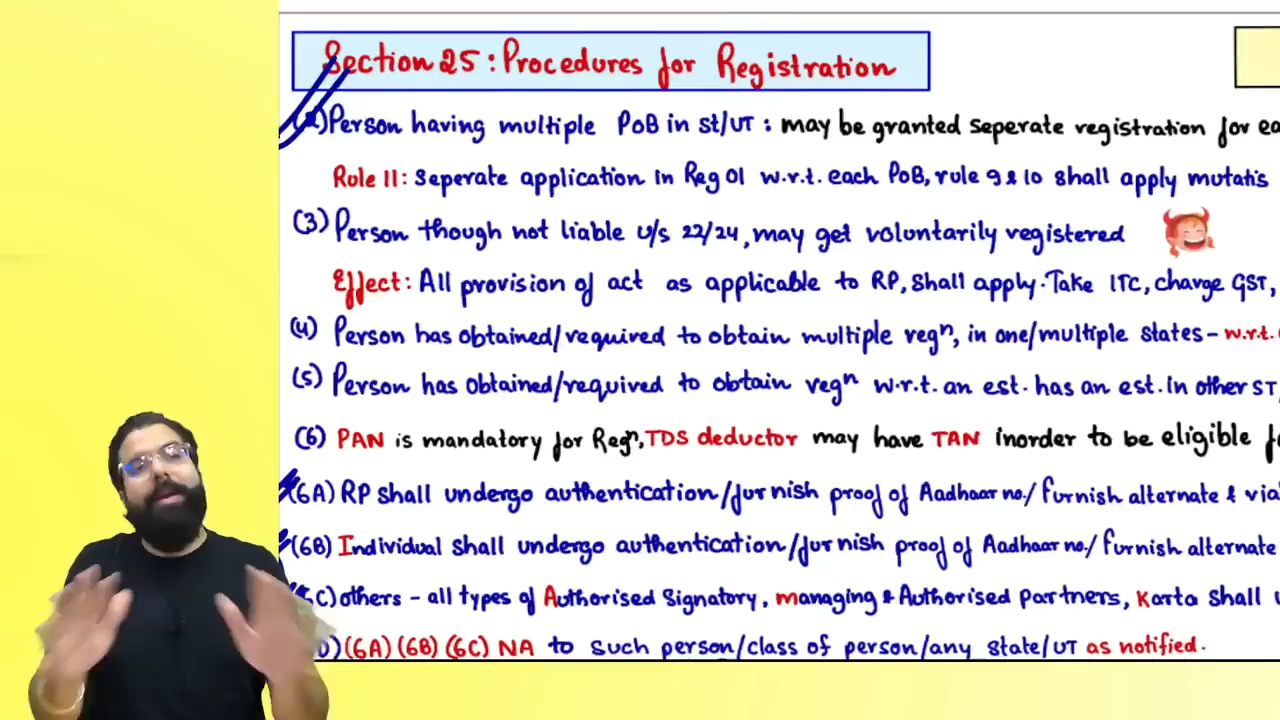 Section 25: Procedures for Registration
(2) Person having multiple PoB in st/UT: may be granted seperate registration for ea
Rule 11: Seperate application in Reg 01 w.r.t. each PoB, rule 9 & 10 shall apply mutatis
(3) Person though not liable u/s 22/24, may get voluntarily registered
Effect: All provision of act as applicable to RP, shall apply. Take ITC, charge GST,
(4) Person has obtained/required to obtain multiple regn, in one/multiple states - w.r.t.
(5) Person has obtained/required to obtain regn w.r.t. an est. has an est. in other ST
(6) PAN is mandatory for Regn, TDS deductor may have TAN inorder to be eligible fo
(6A) RP shall undergo authentication/furnish proof of Aadhaar no./ furnish alternate & via
(6B) Individual shall undergo authentication/furnish proof of Aadhaar no./ furnish alternate
6C) others - all types of Authorised Signatory, managing & Authorised partners, Karta shall u
) (6A) (6B) (6C) NA to such person/class of person/any state/UT as notified.